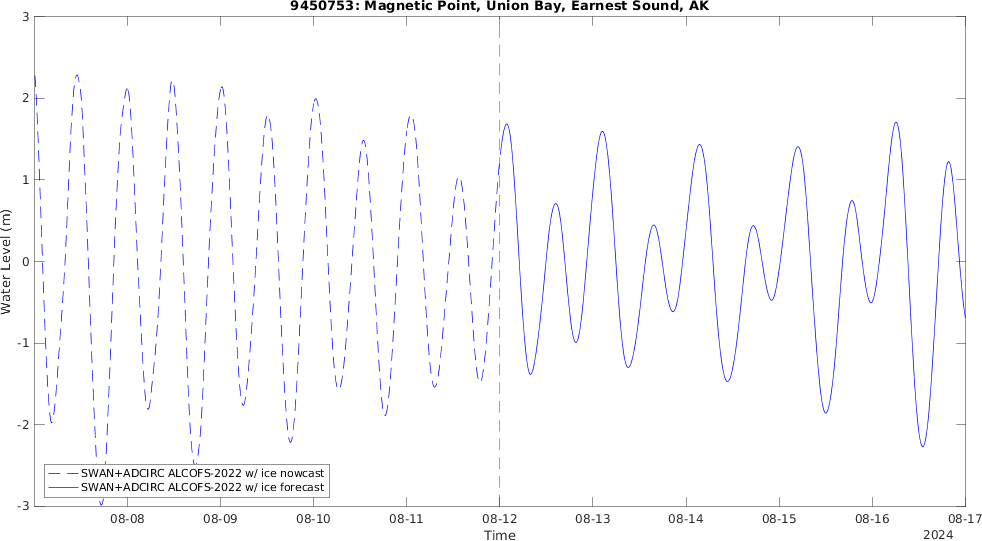 9450753: Magnetic Point, Union Bay, Earnest Sound, AK
3
2
1
0
-1
-2
-3
Water Level (m)
SWAN+ADCIRC ALCOFS-2022 w/ ice nowcast
SWAN+ADCIRC ALCOFS-2022 w/ ice forecast
08-08 08-09 08-10 08-11 08-12 08-13 08-14 08-15 08-16 08-17
Time
2024